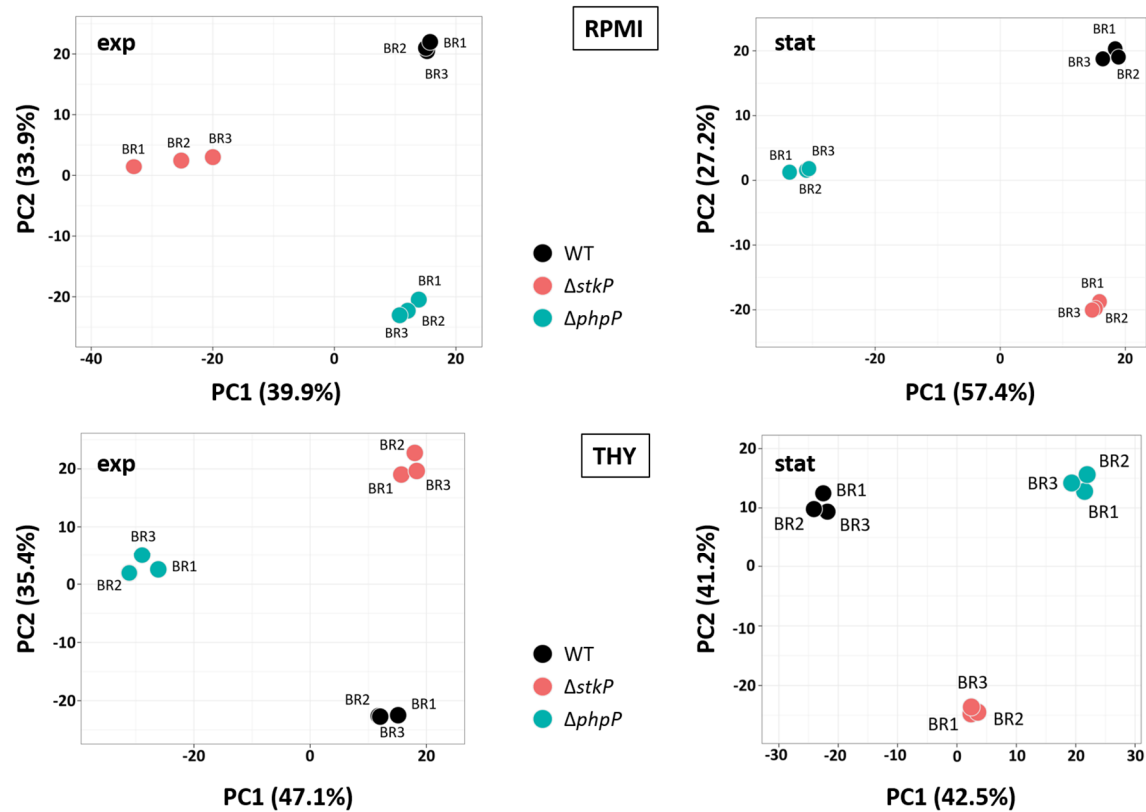 RPMI
exp
BR2
BR1
BR3
BR1
BR2
BR3
BR1
BR2
BR3
20
10
0
-10
-20
-40
-20
0
20
PC2 (33.9%)
PC1 (39.9%)
stat
BR1
BR3
BR2
BR1
BR3
BR2
BR1
BR3
BR2
20
10
0
-10
-20
-20
0
20
PC2 (27.2%)
PC1 (57.4%)
WT
ΔstkP
ΔphpP
THY
exp
BR2
BR1
BR3
BR3
BR1
BR2
BR2
BR1
BR3
20
10
0
-10
-20
-20
0
20
PC2 (35.4%)
PC1 (47.1%)
stat
BR1
BR2
BR3
BR2
BR3
BR1
BR3
BR1
BR2
20
10
0
-10
-20
-30
-20
-10
0
10
20
30
PC2 (41.2%)
PC1 (42.5%)
WT
ΔstkP
ΔphpP